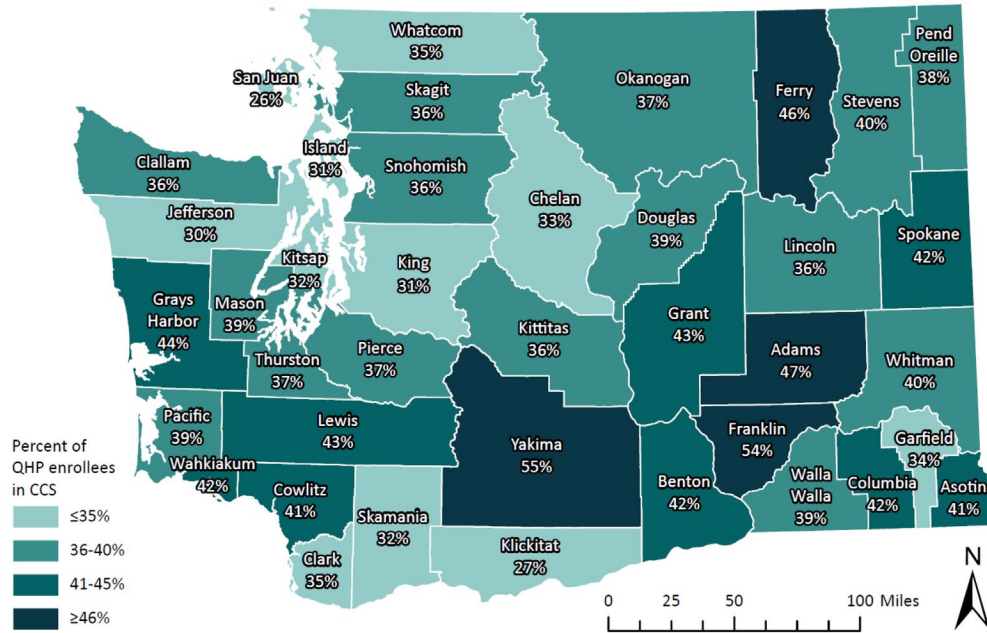 Whatcom
35%
Pend
Oreille
38%
San Juan
26%
Skagit
36%
Okanogan
37%
Ferry
46%
Stevens
40%
Island
31%
Snohomish
36%
Clallam
36%
Chelan
33%
Jefferson
30%
Douglas
39%
Lincoln
36%
Spokane
42%
Kitsap
32%
King
31%
Grays
Harbor
44%
Mason
39%
Kittitas
36%
Grant
43%
Adams
47%
Whitman
40%
Thurston
37%
Pierce
37%
Pacific
39%
Lewis
43%
Yakima
55%
Franklin
54%
Garfield
34%
Wahkiakum
42%
Cowlitz
41%
Skamania
32%
Benton
42%
Walla
Walla
39%
Columbia
42%
Asotin
41%
Clark
35%
Klickitat
27%
Percent of
QHP enrollees
in CCS
≤35%
36-40%
41-45%
≥46%
N
0 25 50 100 Miles